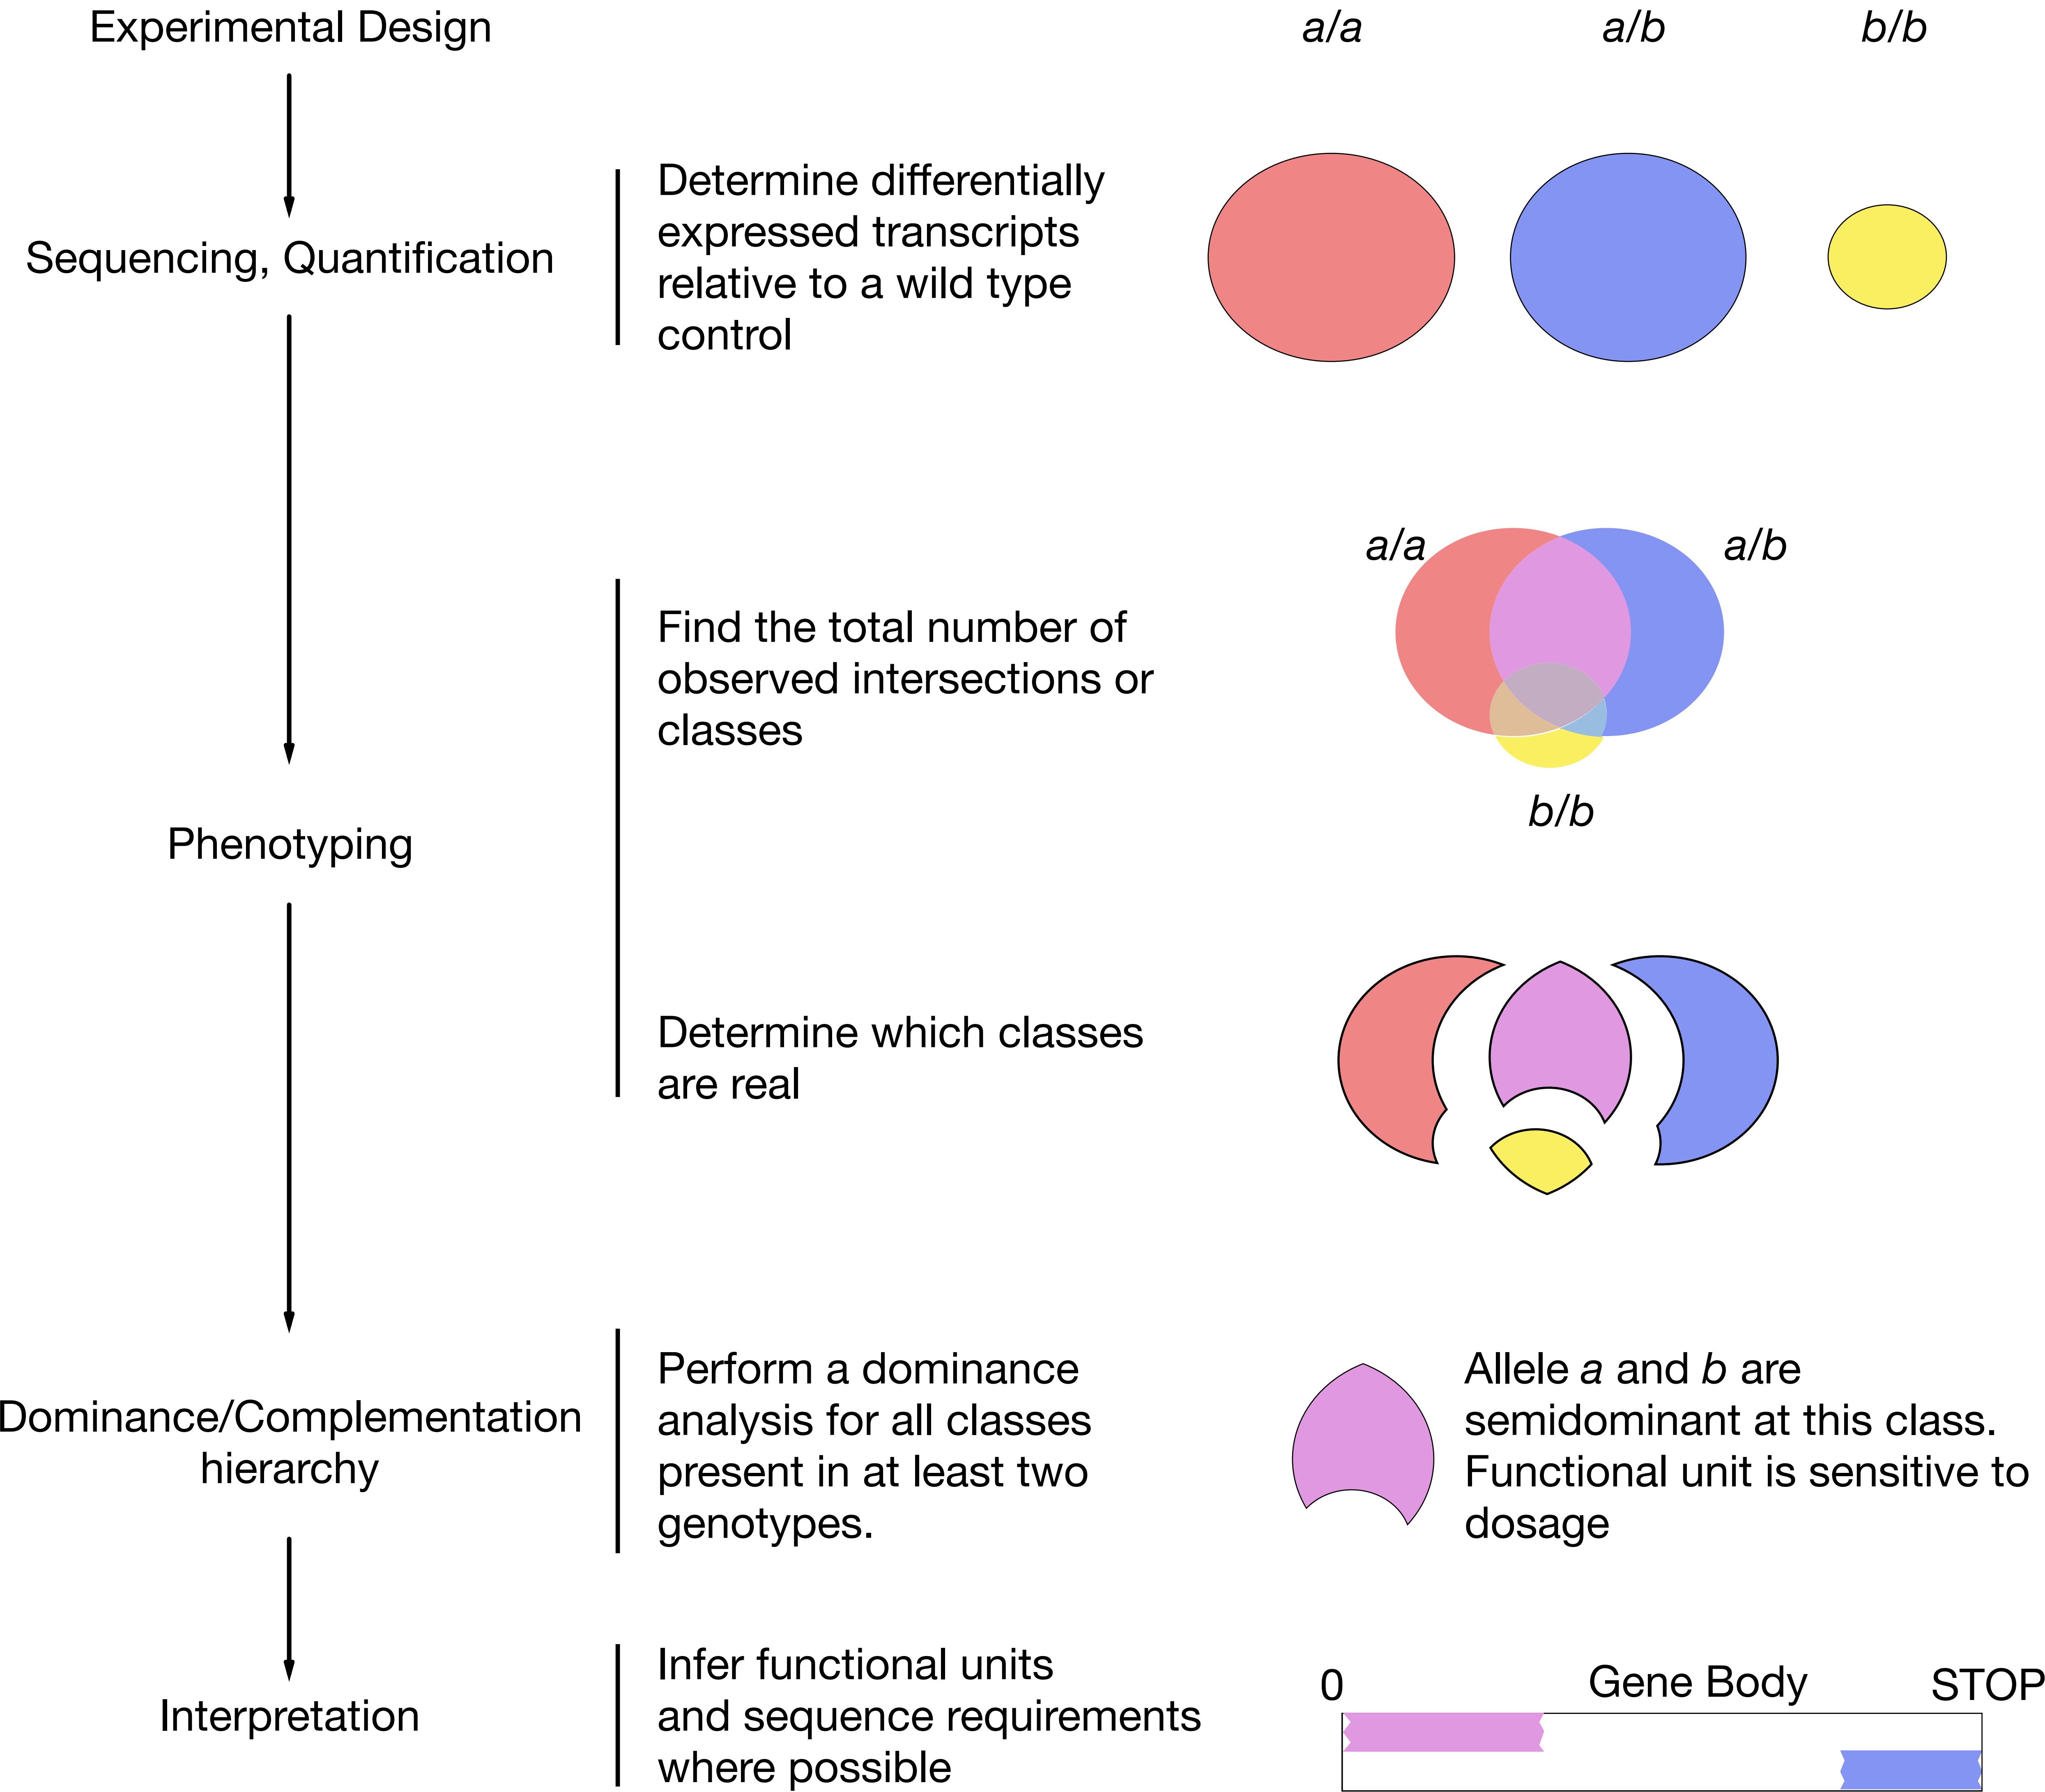 Experimental Design
a/a
a/b
b/b
Sequencing, Quantification
Determine differentially
expressed transcripts
relative to a wild type
control
Find the total number of
observed intersections or
classes
a/a
a/b
b/b
Phenotyping
Determine which classes
are real
Dominance/Complementation
hierarchy
Perform a dominance
analysis for all classes
present in at least two
genotypes.
Allele a and b are
semidominant at this class.
Functional unit is sensitive to
dosage
Interpretation
Infer functional units
and sequence requirements
where possible
0
Gene Body
STOP